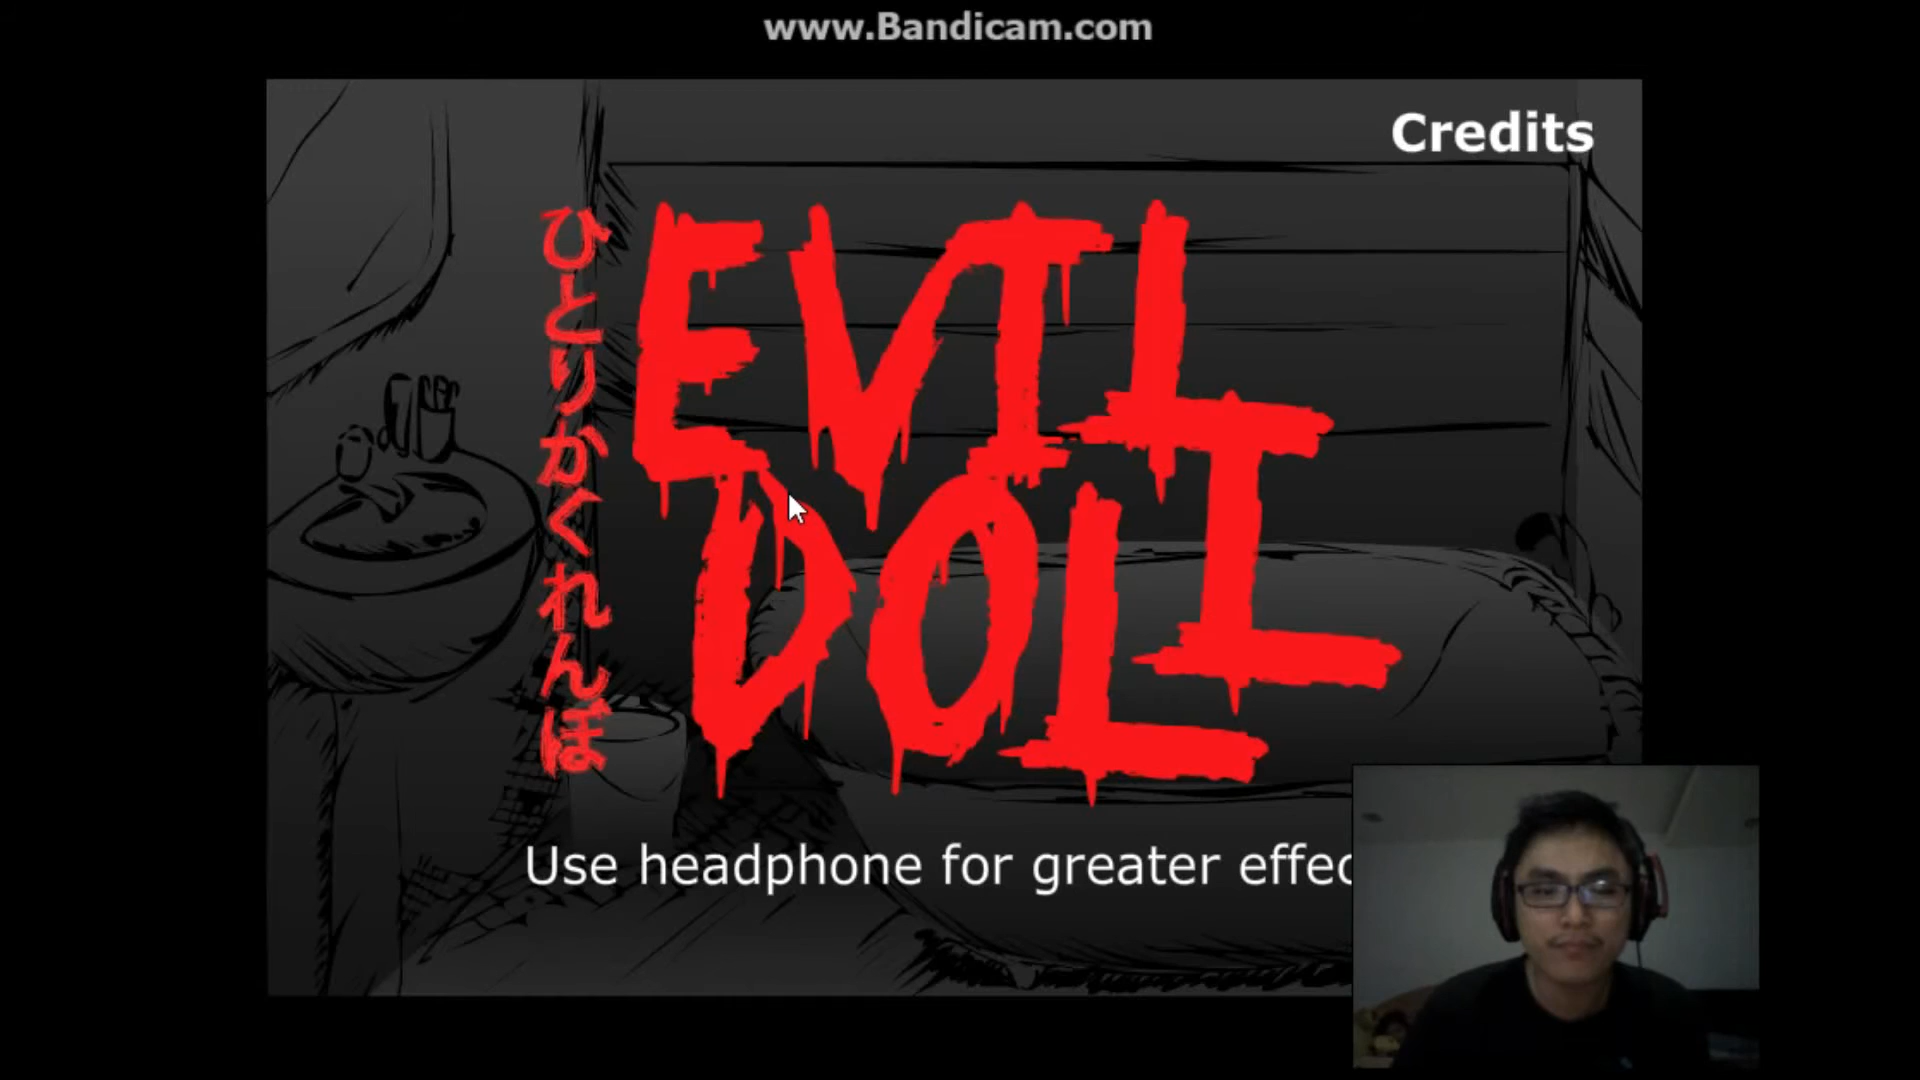 www.Bandicam.com
Credits
ひとりかくれんぼ
EVIL
DOLL
Use headphone for greater effec